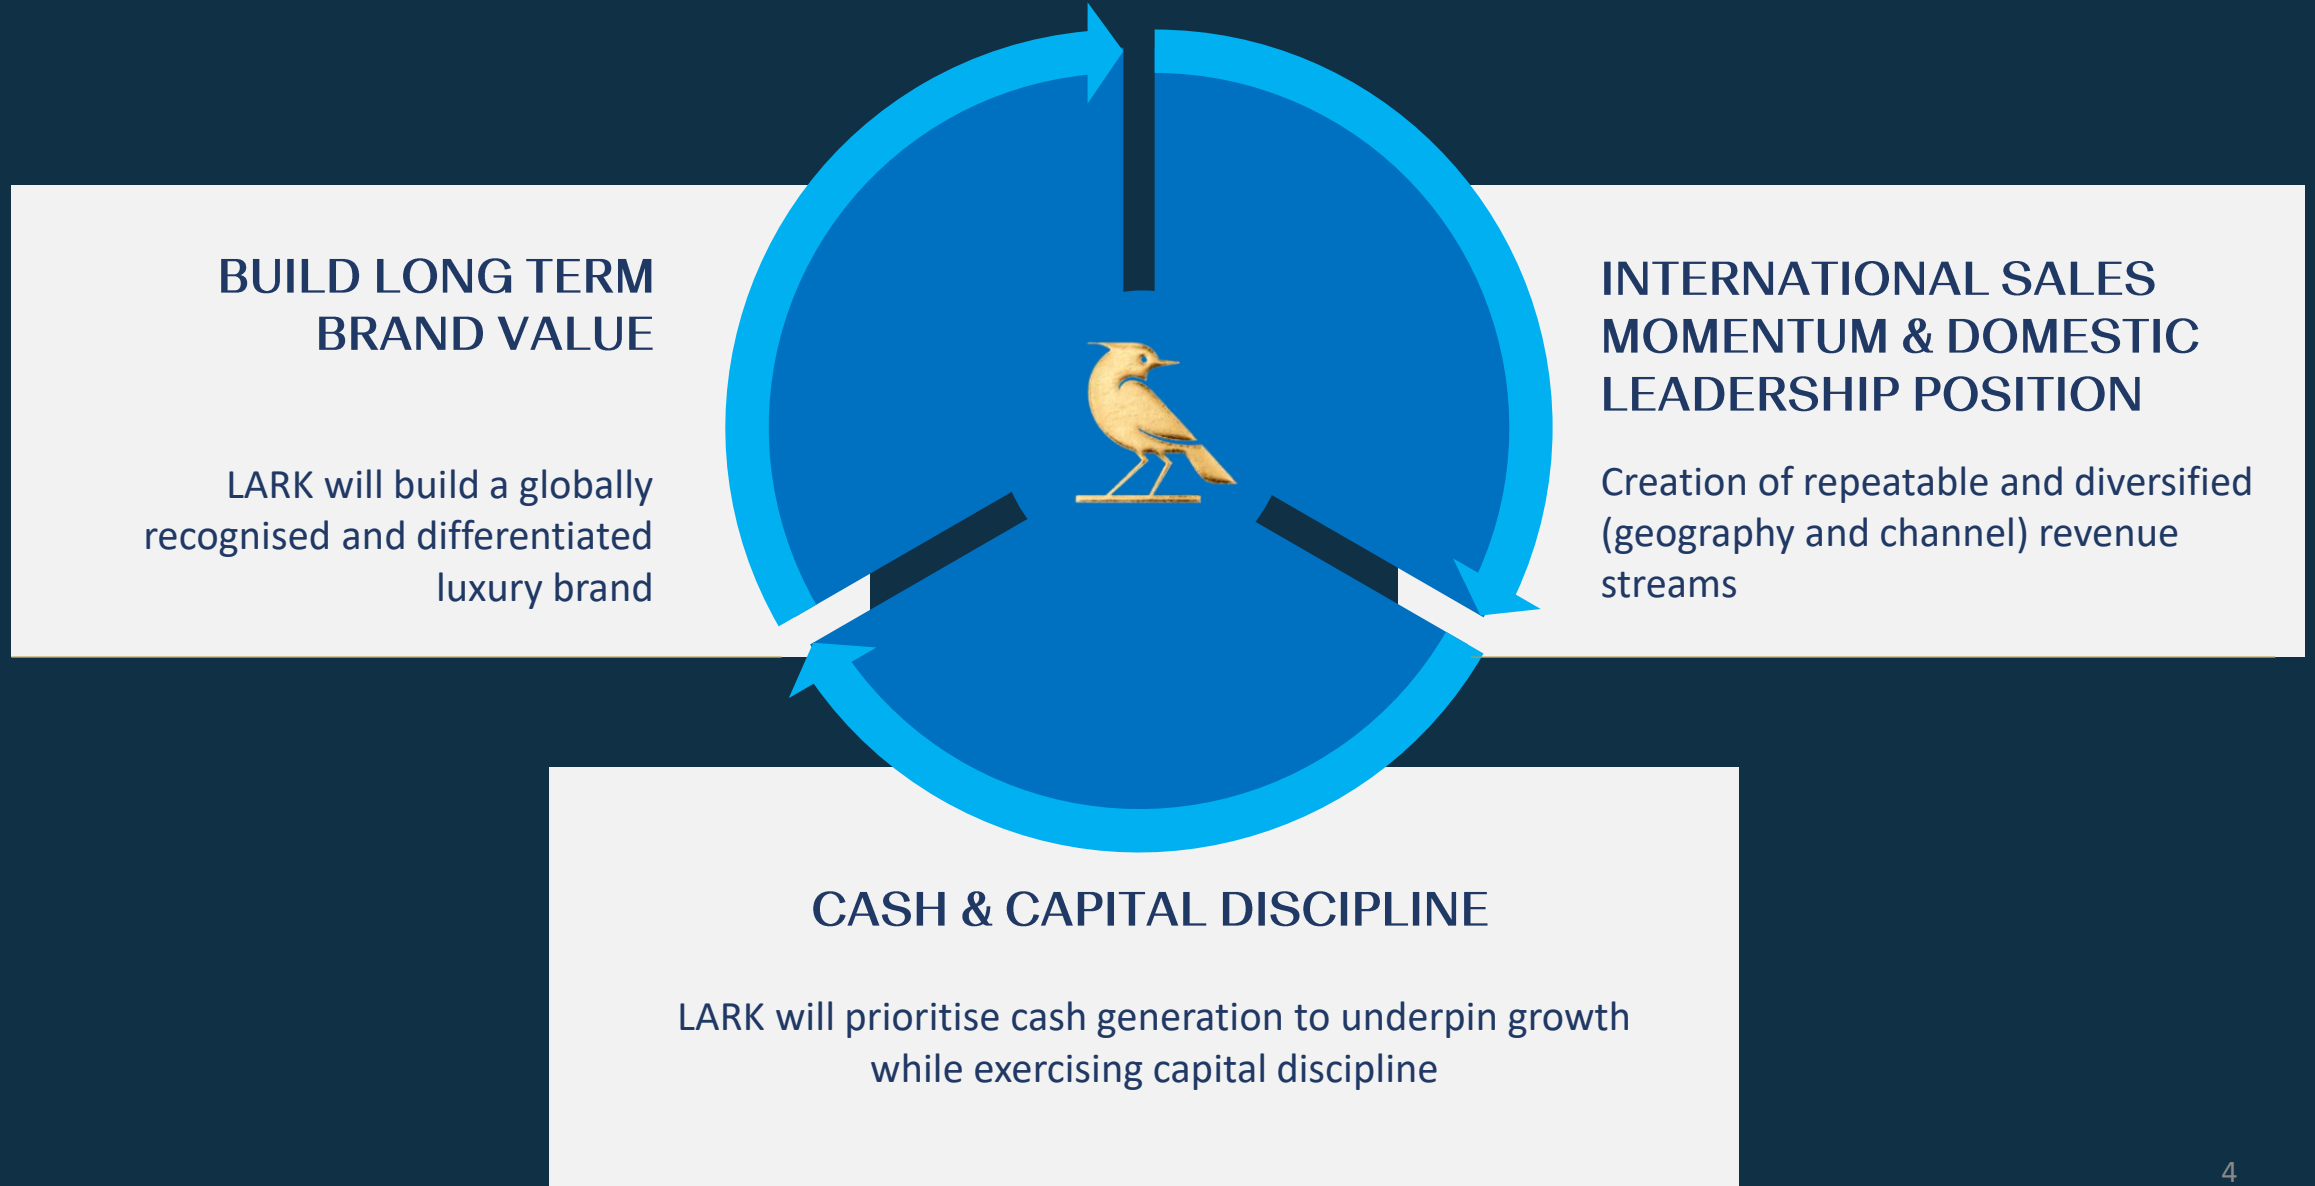 BUILD LONG TERM
BRAND VALUE
LARK will build a globally
recognised and differentiated
luxury brand
INTERNATIONAL SALES
MOMENTUM & DOMESTIC
LEADERSHIP POSITION
Creation of repeatable and diversified
(geography and channel) revenue
streams
CASH & CAPITAL DISCIPLINE
LARK will prioritise cash generation to underpin growth
while exercising capital discipline
4